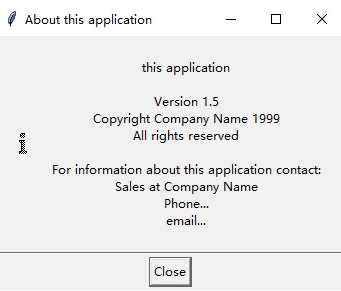 About this application
this application
Version 1.5
Copyright Company Name 1999
All rights reserved
For information about this application contact:
Sales at Company Name
Phone...
email...
Close